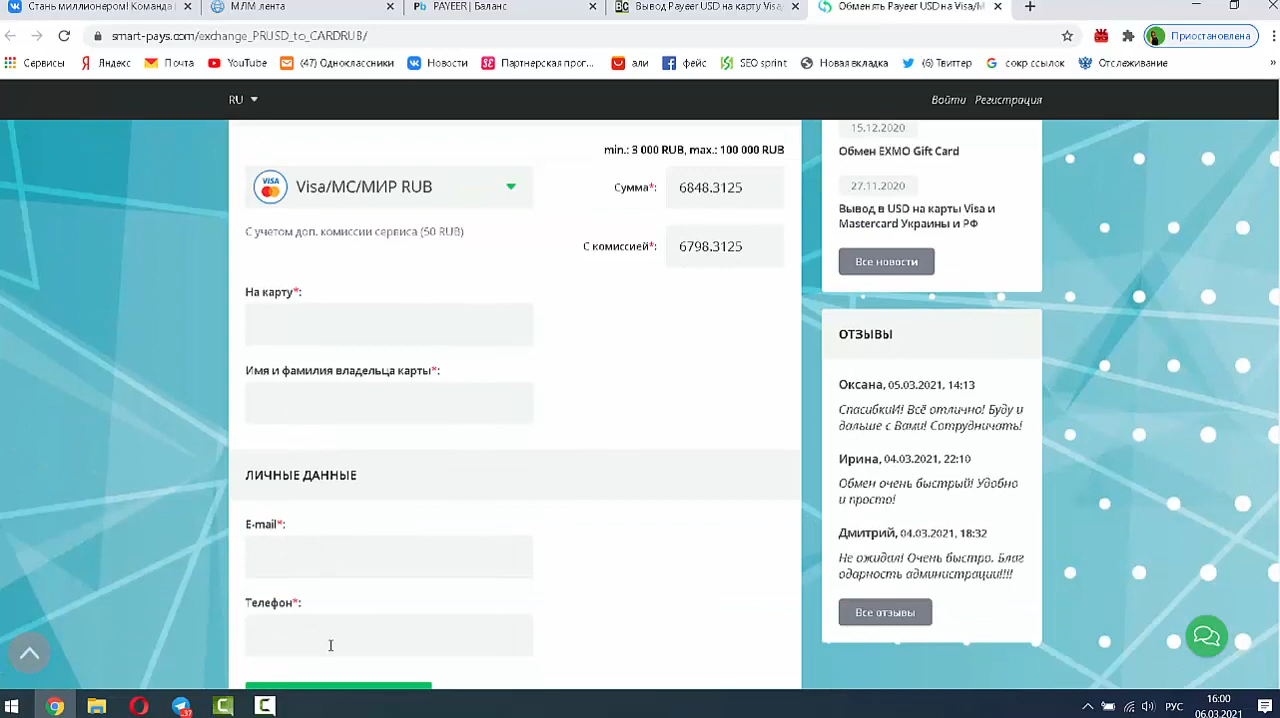 Стань миллионером! Команда
МЛМ лента
PAYEER | Баланс
Вывод Payeer USD на карту Visa,
Обменять Payeer USD на Visa/М
smart-pays.com/exchange_PRUSD_to_CARDRUB/
Приостановлена
Сервисы
Яндекс
Почта
YouTube
(47) Одноклассники
Новости
Партнерская прог...
али
фейс
SEO sprint
Новая вкладка
(6) Твиттер
сокр ссылок
Отслеживание
»
RU
Войти Регистрация
min.: 3 000 RUB, max.: 100 000 RUB
VISA
Visa/MC/МИР RUB
Сумма*:
6848.3125
С учетом доп. комиссии сервиса (50 RUB)
С комиссией*:
6798.3125
На карту*:
Имя и фамилия владельца карты*:
ЛИЧНЫЕ ДАННЫЕ
E-mail*:
Телефон*:
15.12.2020
Обмен EXMO Gift Card
27.11.2020
Вывод в USD на карты Visa и
Mastercard Украины и РФ
Все новости
ОТЗЫВЫ
Оксана, 05.03.2021, 14:13
СпасибкиИ! Всё отлично! Буду и
дальше с Вами! Сотрудничать!
Ирина, 04.03.2021, 22:10
Обмен очень быстрый! Удобно
и просто!
Дмитрий, 04.03.2021, 18:32
Не ожидал! Очень быстро. Благ
одарность администрации!!!!
Все отзывы
37
РУС
16:00
06.03.2021